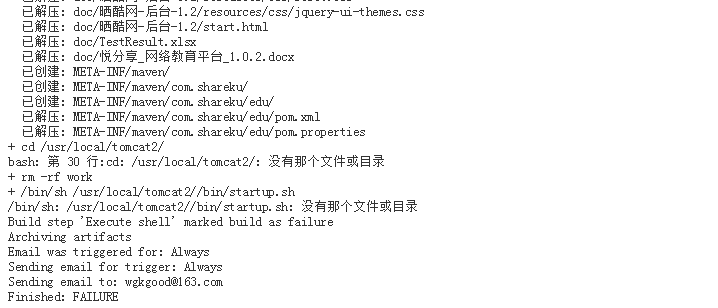 已解压: doc/晒酷网-后台-1.2/resources/css/jquery-ui-themes.css
已解压: doc/晒酷网-后台-1.2/start.html
已解压: doc/TestResult.xlsx
已解压: doc/悦分享_网络教育平台_1.0.2.docx
已创建: META-INF/maven/
已创建: META-INF/maven/com.shareku/
已创建: META-INF/maven/com.shareku/edu/
已解压: META-INF/maven/com.shareku/edu/pom.xml
已解压: META-INF/maven/com.shareku/edu/pom.properties
+ cd /usr/local/tomcat2/
bash: 第 30 行:cd: /usr/local/tomcat2/: 没有那个文件或目录
+ rm -rf work
+ /bin/sh /usr/local/tomcat2//bin/startup.sh
/bin/sh: /usr/local/tomcat2//bin/startup.sh: 没有那个文件或目录
Build step 'Execute shell' marked build as failure
Archiving artifacts
Email was triggered for: Always
Sending email for trigger: Always
Sending email to: wgkgood@163.com
Finished: FAILURE